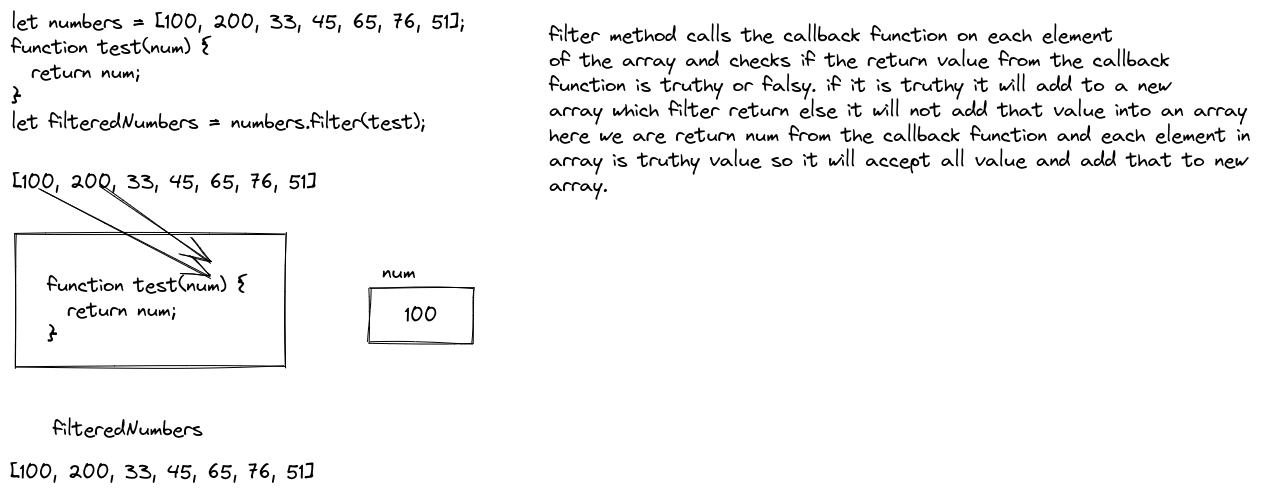 let numbers = [100, 200, 33, 45, 65, 76, 51];
function test(num) {
return num;
}
let filteredNumbers = numbers.filter(test);
[100, 200, 33, 45, 65, 76, 51]
function test(num) {
return num;
}
num
100
filteredNumbers
[100, 200, 33, 45, 65, 76, 51]
filter method calls the callback function on each element
of the array and checks if the return value from the callback
function is truthy or falsy. if it is truthy it will add to a new
array which filter return else it will not add that value into an array
here we are return num from the callback function and each element in
array is truthy value so it will accept all value and add that to new
array.